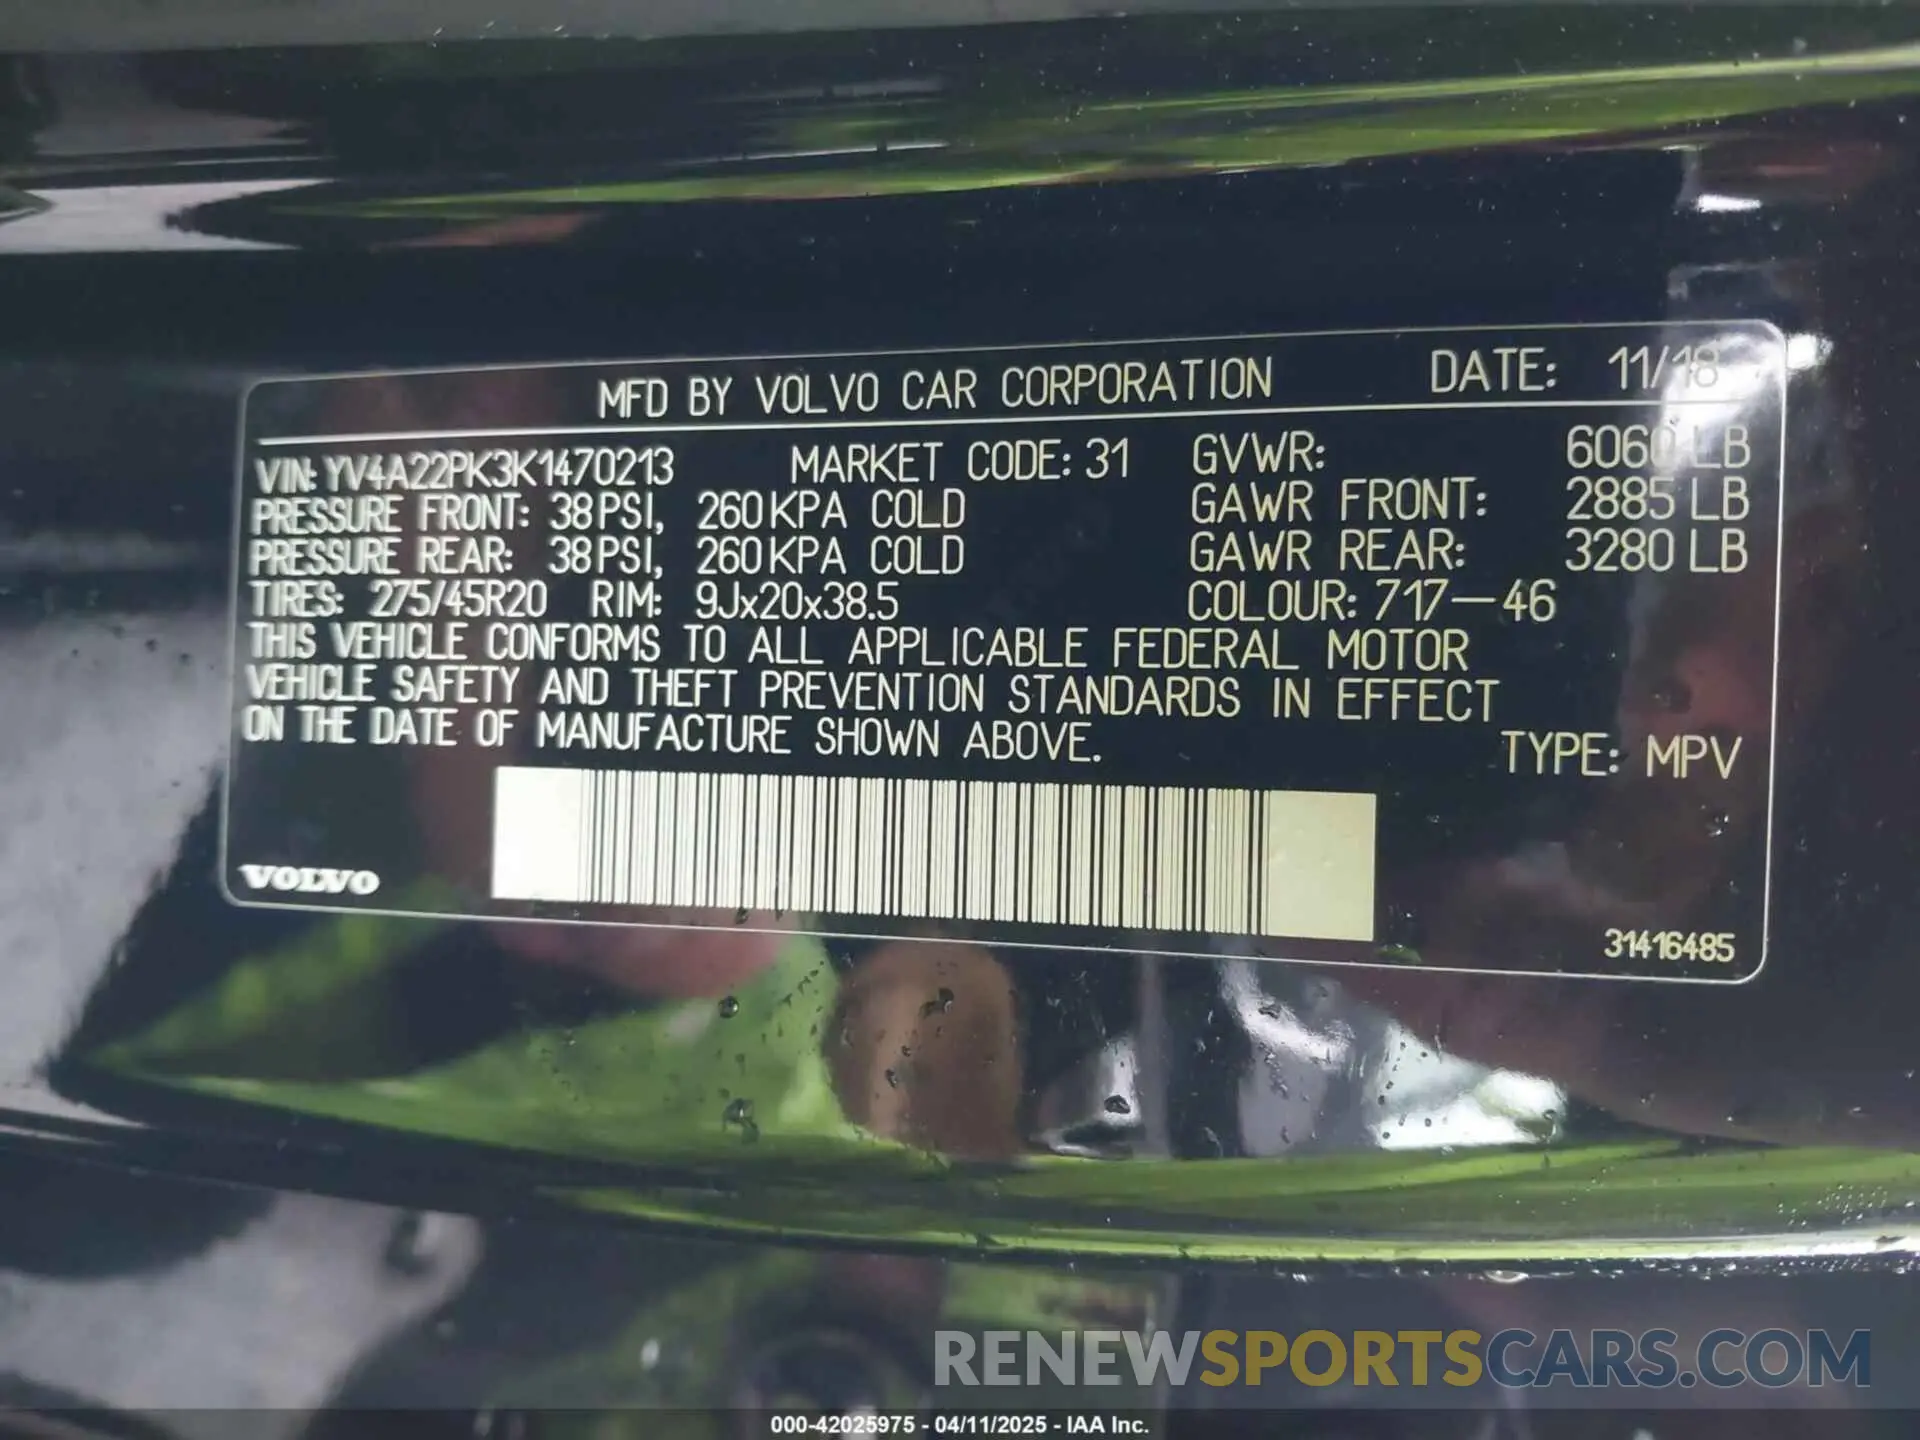 MFD BY VOLVO CAR CORPORATION DATE: 11/18
VIN: YV4A22PK3K1470213 MARKET CODE: 31 GVWR: 6060 LB
PRESSURE FRONT: 38 PSI, 260 KPA COLD GAWR FRONT: 2885 LB
PRESSURE REAR: 38 PSI, 260 KPA COLD GAWR REAR: 3280 LB
TIRES: 275/45R20 RIM: 9Jx20x38.5 COLOUR: 717-46
THIS VEHICLE CONFORMS TO ALL APPLICABLE FEDERAL MOTOR
VEHICLE SAFETY AND THEFT PREVENTION STANDARDS IN EFFECT
ON THE DATE OF MANUFACTURE SHOWN ABOVE.
TYPE: MPV
VOLVO
31416485
RENEWSPORTSCARS.COM
000-42025975 - 04/11/2025 - IAA Inc.